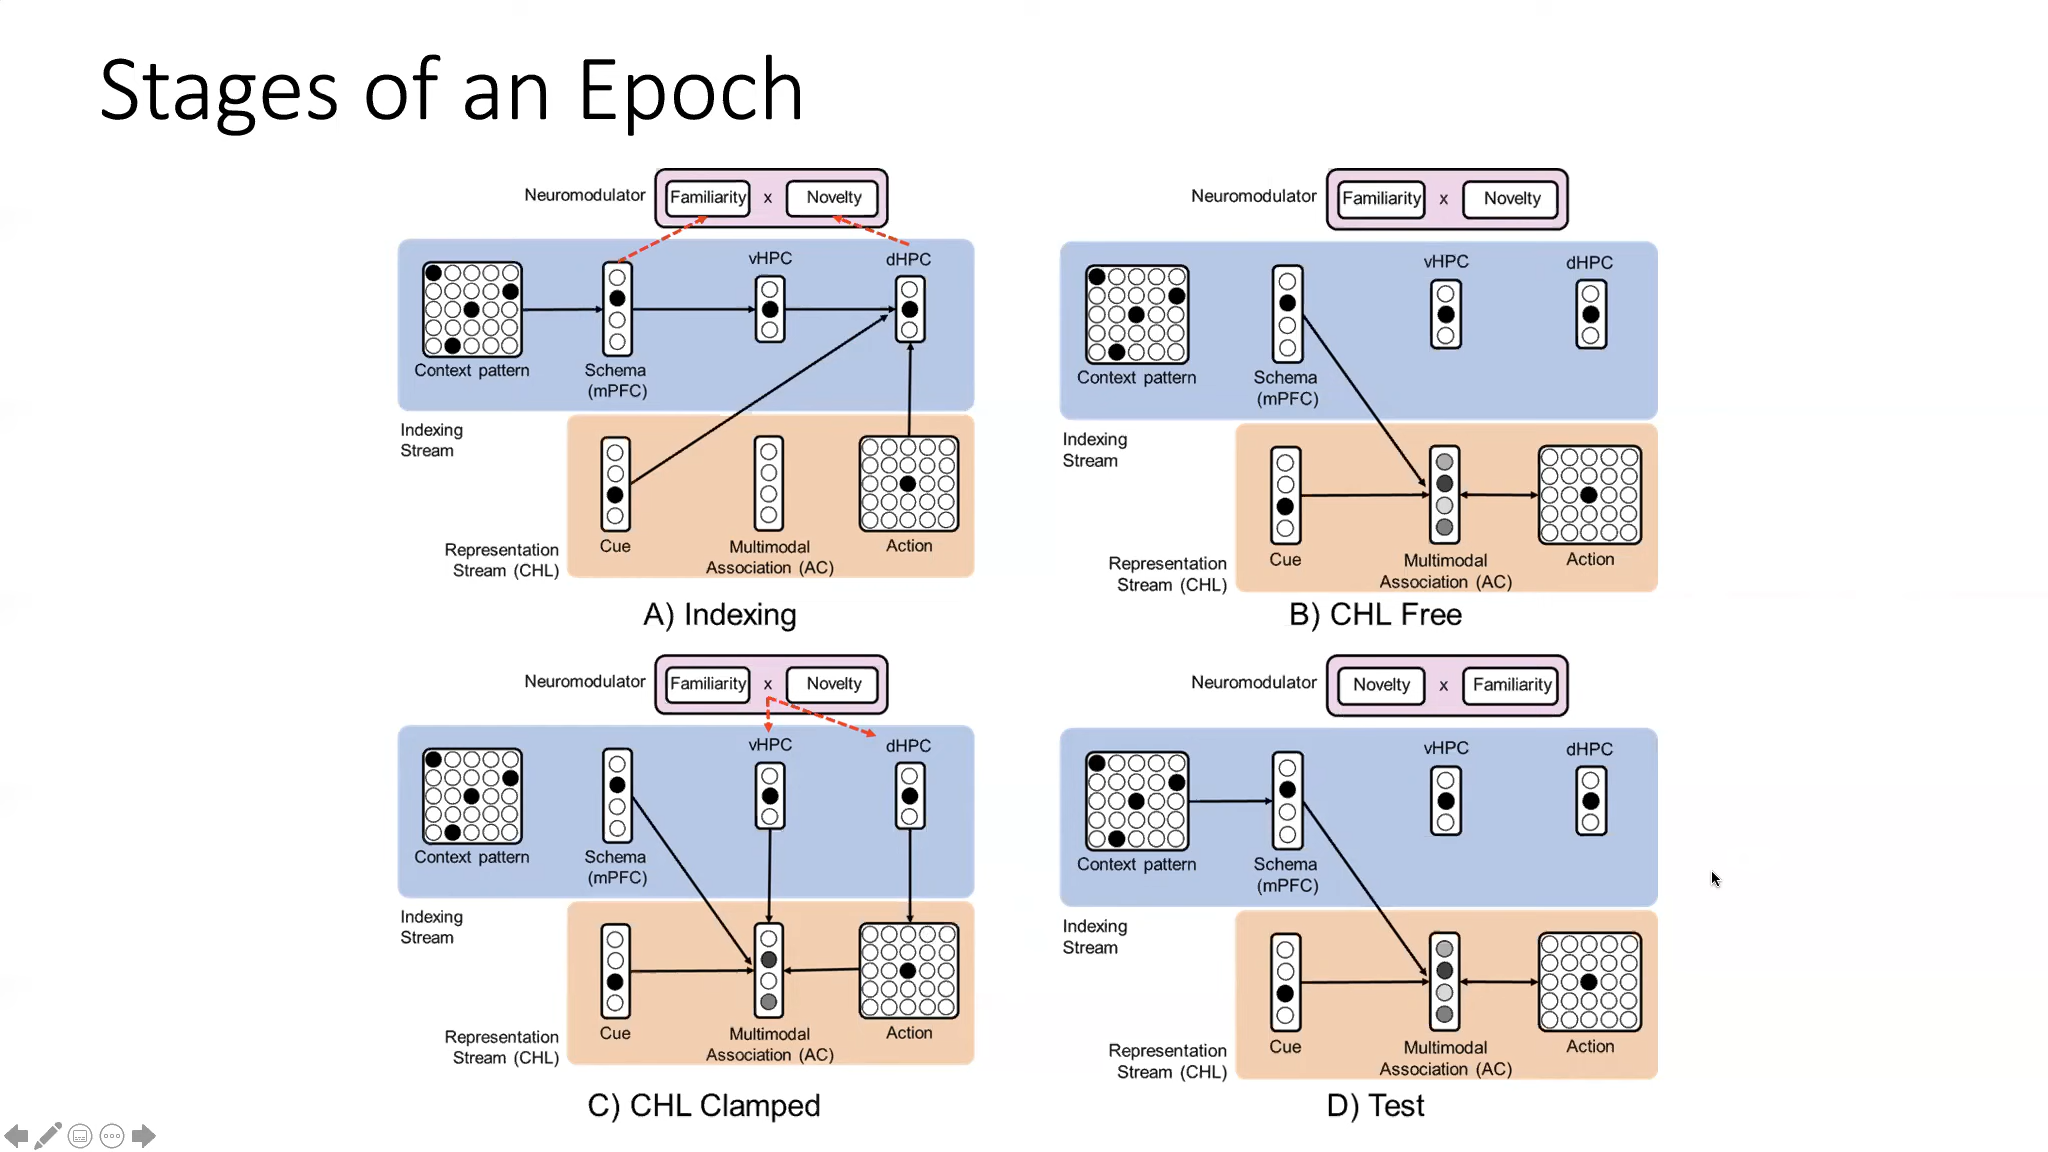 Stages of an Epoch
Neuromodulator
Familiarity x Novelty
vHPC
dHPC
Context pattern
Schema
(mPFC)
Indexing
Stream
Cue
Multimodal
Association (AC)
Action
Representation
Stream (CHL)
A) Indexing
Neuromodulator
Familiarity x Novelty
vHPC
dHPC
Context pattern
Schema
(mPFC)
Indexing
Stream
Cue
Multimodal
Association (AC)
Action
Representation
Stream (CHL)
B) CHL Free
Neuromodulator
Familiarity x Novelty
vHPC
dHPC
Context pattern
Schema
(mPFC)
Indexing
Stream
Cue
Multimodal
Association (AC)
Action
Representation
Stream (CHL)
C) CHL Clamped
Neuromodulator
Novelty x Familiarity
vHPC
dHPC
Context pattern
Schema
(mPFC)
Indexing
Stream
Cue
Multimodal
Association (AC)
Action
Representation
Stream (CHL)
D) Test